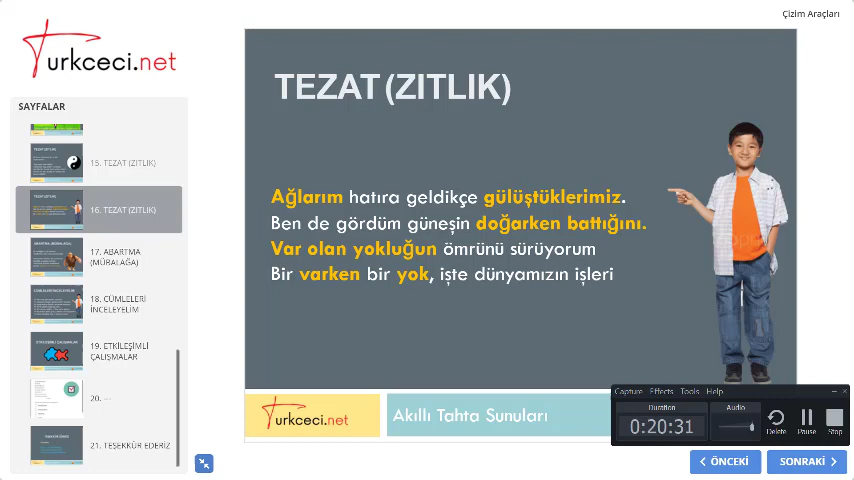 Çizim Araçları
Turkceci.net
SAYFALAR
15. TEZAT (ZITLIK)
16. TEZAT (ZITLIK)
17. ABARTMA
(MÜBALAĞA)
18. CÜMLELERİ
İNCELEYELİM
19. ETKİLEŞİMLİ
ÇALIŞMALAR
20. ---
21. TEŞEKKÜR EDERİZ
TEZAT (ZITLIK)
Ağlarım hatıra geldikçe gülüştüklerimiz.
Ben de gördüm güneşin doğarken battığını.
Var olan yokluğun ömrünü sürüyorum
Bir varken bir yok, işte dünyamızın işleri
Turkceci.net
Akıllı Tahta Sunuları
Capture Effects Tools Help
Duration
0:20:31
Audio
Delete
Pause
Stop
ÖNCEKİ
SONRAKİ